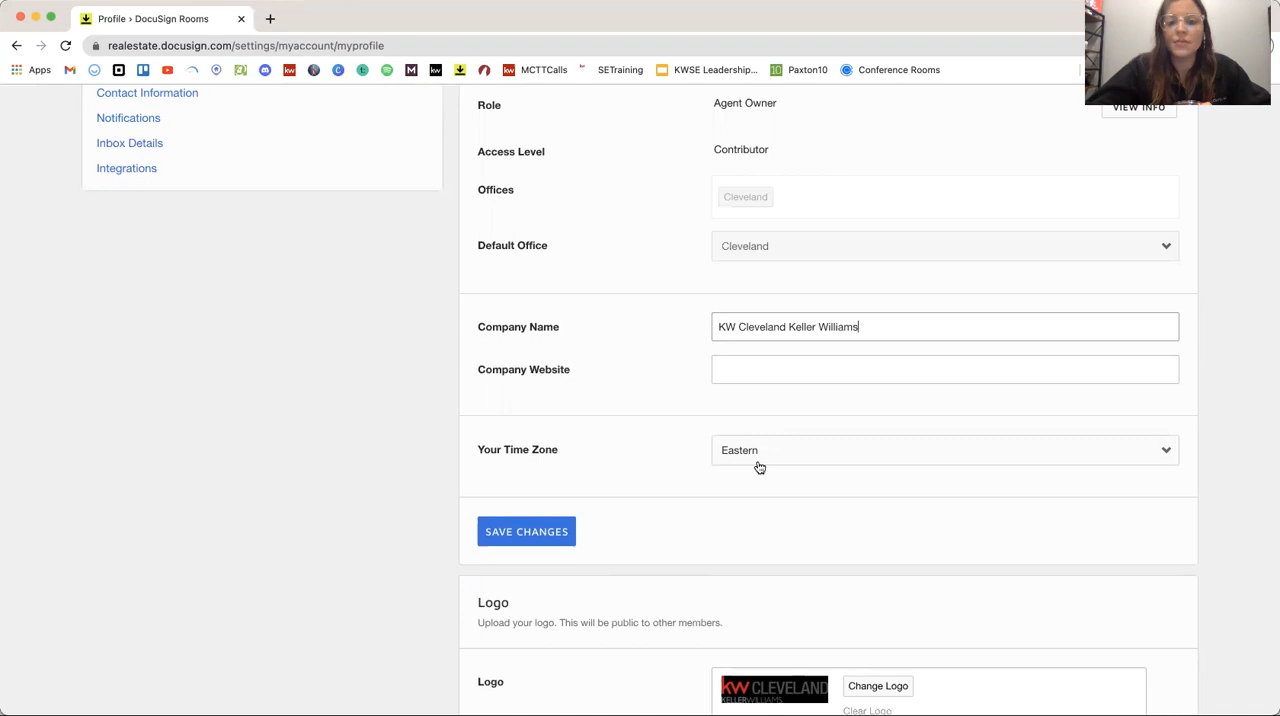 Profile › DocuSign Rooms
realestate.docusign.com/settings/myaccount/myprofile
Apps
MCTTCalls
SETraining
KWSE Leadership...
Paxton10
Conference Rooms
Contact Information
Notifications
Inbox Details
Integrations
Role
Agent Owner
VIEW INFO
Access Level
Contributor
Offices
Cleveland
Default Office
Cleveland
Company Name
KW Cleveland Keller Williams
Company Website
Your Time Zone
Eastern
SAVE CHANGES
Logo
Upload your logo. This will be public to other members.
Logo
kw CLEVELAND
KELLERWILLIAMS
Change Logo
Clear Logo